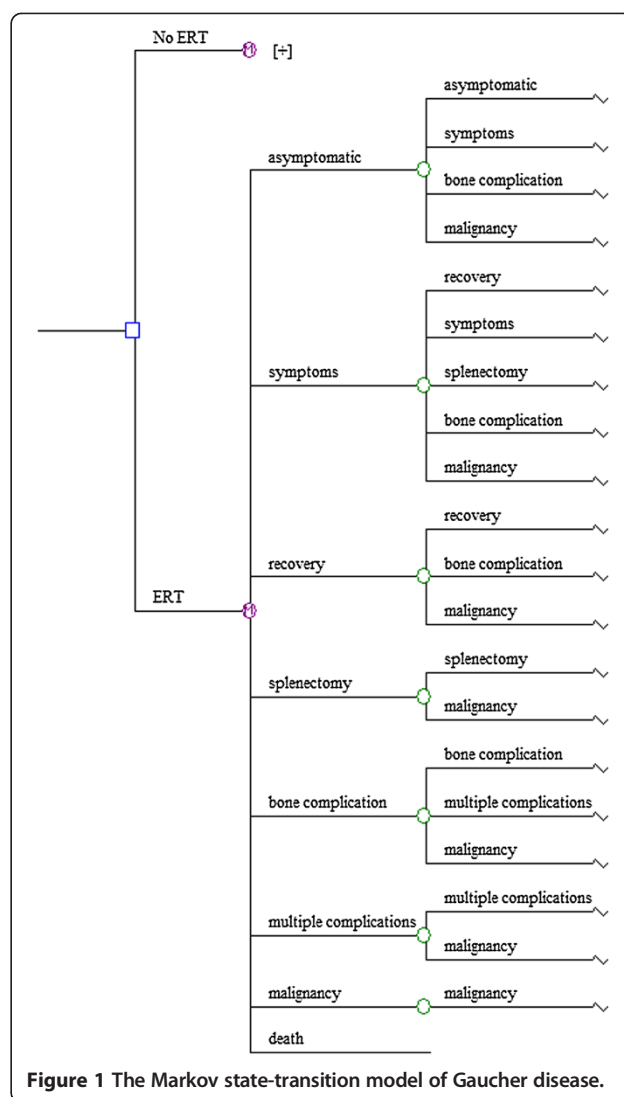 No ERT
M [+]
asymptomatic
asymptomatic
symptoms
bone complication
malignancy
symptoms
recovery
symptoms
splenectomy
bone complication
malignancy
recovery
recovery
bone complication
malignancy
ERT
M
splenectomy
splenectomy
malignancy
bone complication
bone complication
multiple complications
malignancy
multiple complications
multiple complications
malignancy
malignancy
malignancy
death
Figure 1 The Markov state-transition model of Gaucher disease.